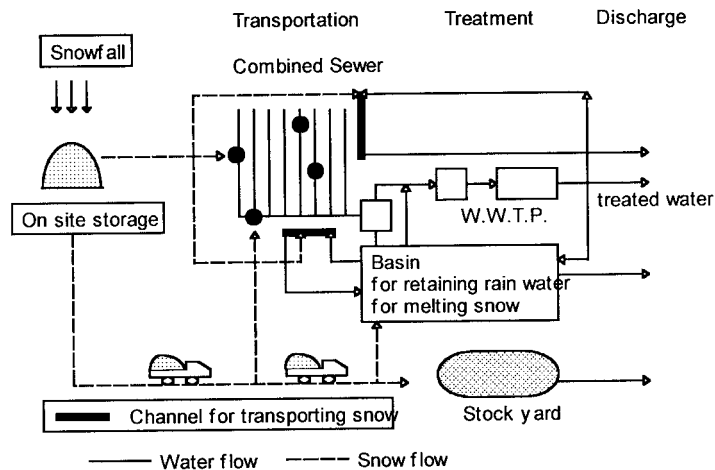 Transportation
Treatment
Discharge
Snowfall
Combined Sewer
On site storage
W.W.T.P.
treated water
Basin
for retaining rain water
for melting snow
Stock yard
Channel for transporting snow
Water flow
Snow flow